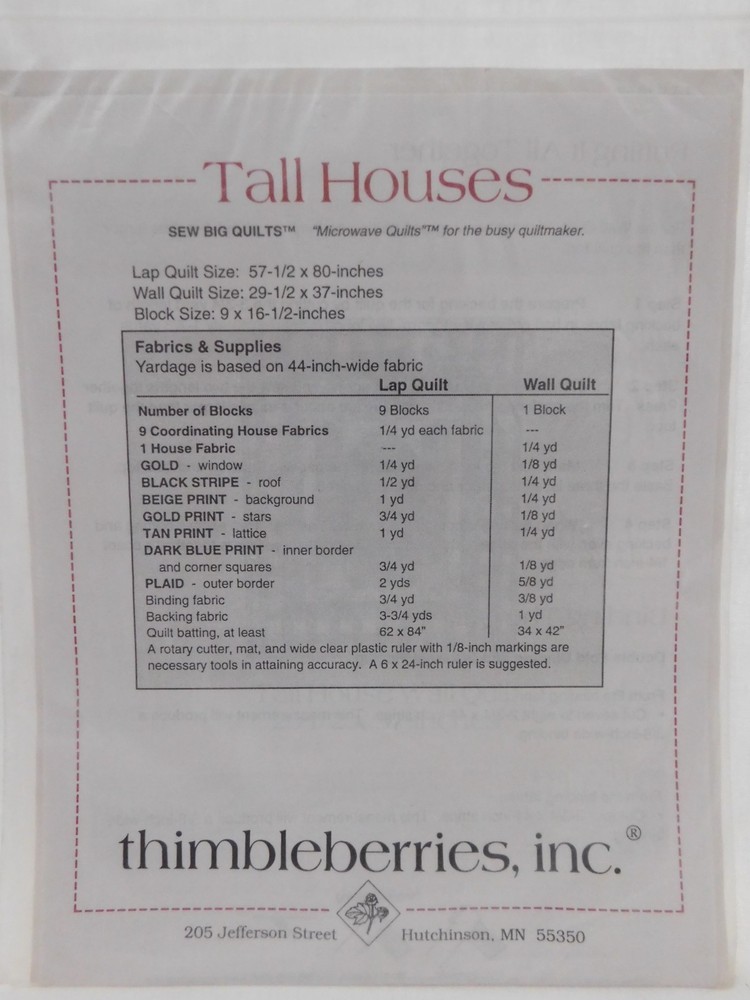 Tall Houses
SEW BIG QUILTS™ "Microwave Quilts"™ for the busy quiltmaker.
Lap Quilt Size: 57-1/2 x 80-inches
Wall Quilt Size: 29-1/2 x 37-inches
Block Size: 9 x 16-1/2-inches
Fabrics & Supplies
Yardage is based on 44-inch-wide fabric
Lap Quilt Wall Quilt
Number of Blocks 9 Blocks 1 Block
9 Coordinating House Fabrics 1/4 yd each fabric ---
1 House Fabric --- 1/4 yd
GOLD - window 1/4 yd 1/8 yd
BLACK STRIPE - roof 1/2 yd 1/4 yd
BEIGE PRINT - background 1 yd 1/4 yd
GOLD PRINT - stars 3/4 yd 1/8 yd
TAN PRINT - lattice 1 yd 1/4 yd
DARK BLUE PRINT - inner border
and corner squares 3/4 yd 1/8 yd
PLAID - outer border 2 yds 5/8 yd
Binding fabric 3/4 yd 3/8 yd
Backing fabric 3-3/4 yds 1 yd
Quilt batting, at least 62 x 84" 34 x 42"
A rotary cutter, mat, and wide clear plastic ruler with 1/8-inch markings are
necessary tools in attaining accuracy. A 6 x 24-inch ruler is suggested.
thimbleberries, inc.®
205 Jefferson Street Hutchinson, MN 55350